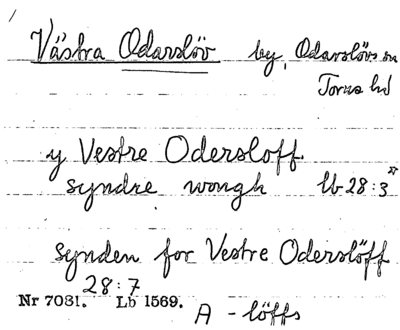 Västra Odarslöv by, Odarslövs sn
Torna hd
y Vestre Odersloff.
syndre wongh lb 28:3
synden for Vestre Oderslöff
28:7
Nr 7031. Lb 1569.
A - löffs